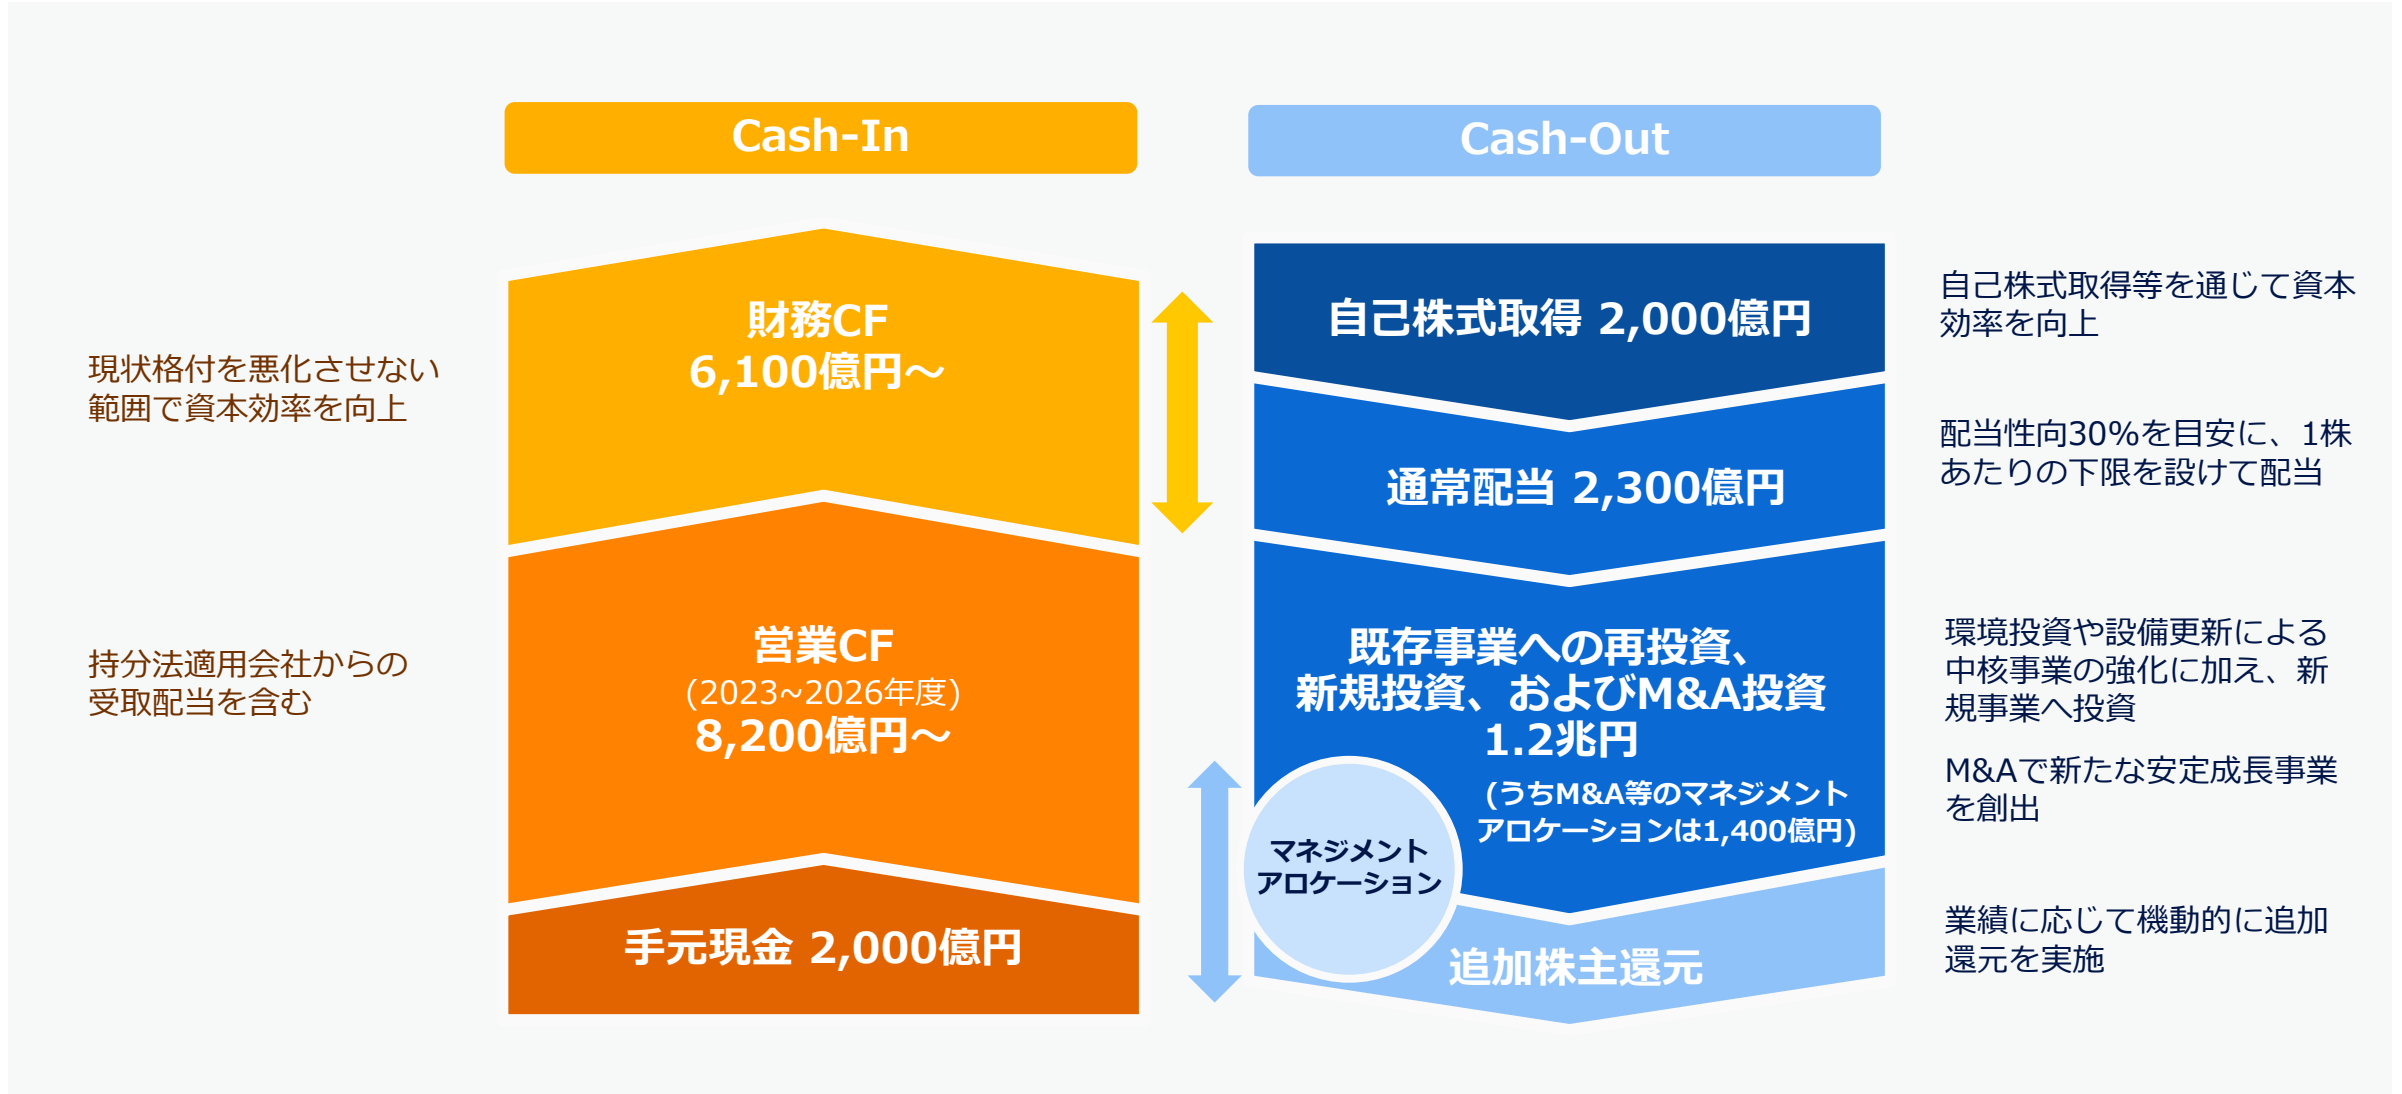 Cash-In
現状格付を悪化させない
範囲で資本効率を向上
財務CF
6,100億円～
持分法適用会社からの
受取配当を含む
営業CF
(2023~2026年度)
8,200億円～
手元現金 2,000億円
Cash-Out
自己株式取得 2,000億円
自己株式取得等を通じて資本
効率を向上
通常配当 2,300億円
配当性向30%を目安に、1株
あたりの下限を設けて配当
既存事業への再投資、
新規投資、およびM&A投資
1.2兆円
(うちM&A等のマネジメント
アロケーションは1,400億円)
環境投資や設備更新による
中核事業の強化に加え、新
規事業へ投資
M&Aで新たな安定成長事業
を創出
マネジメント
アロケーション
追加株主還元
業績に応じて機動的に追加
還元を実施